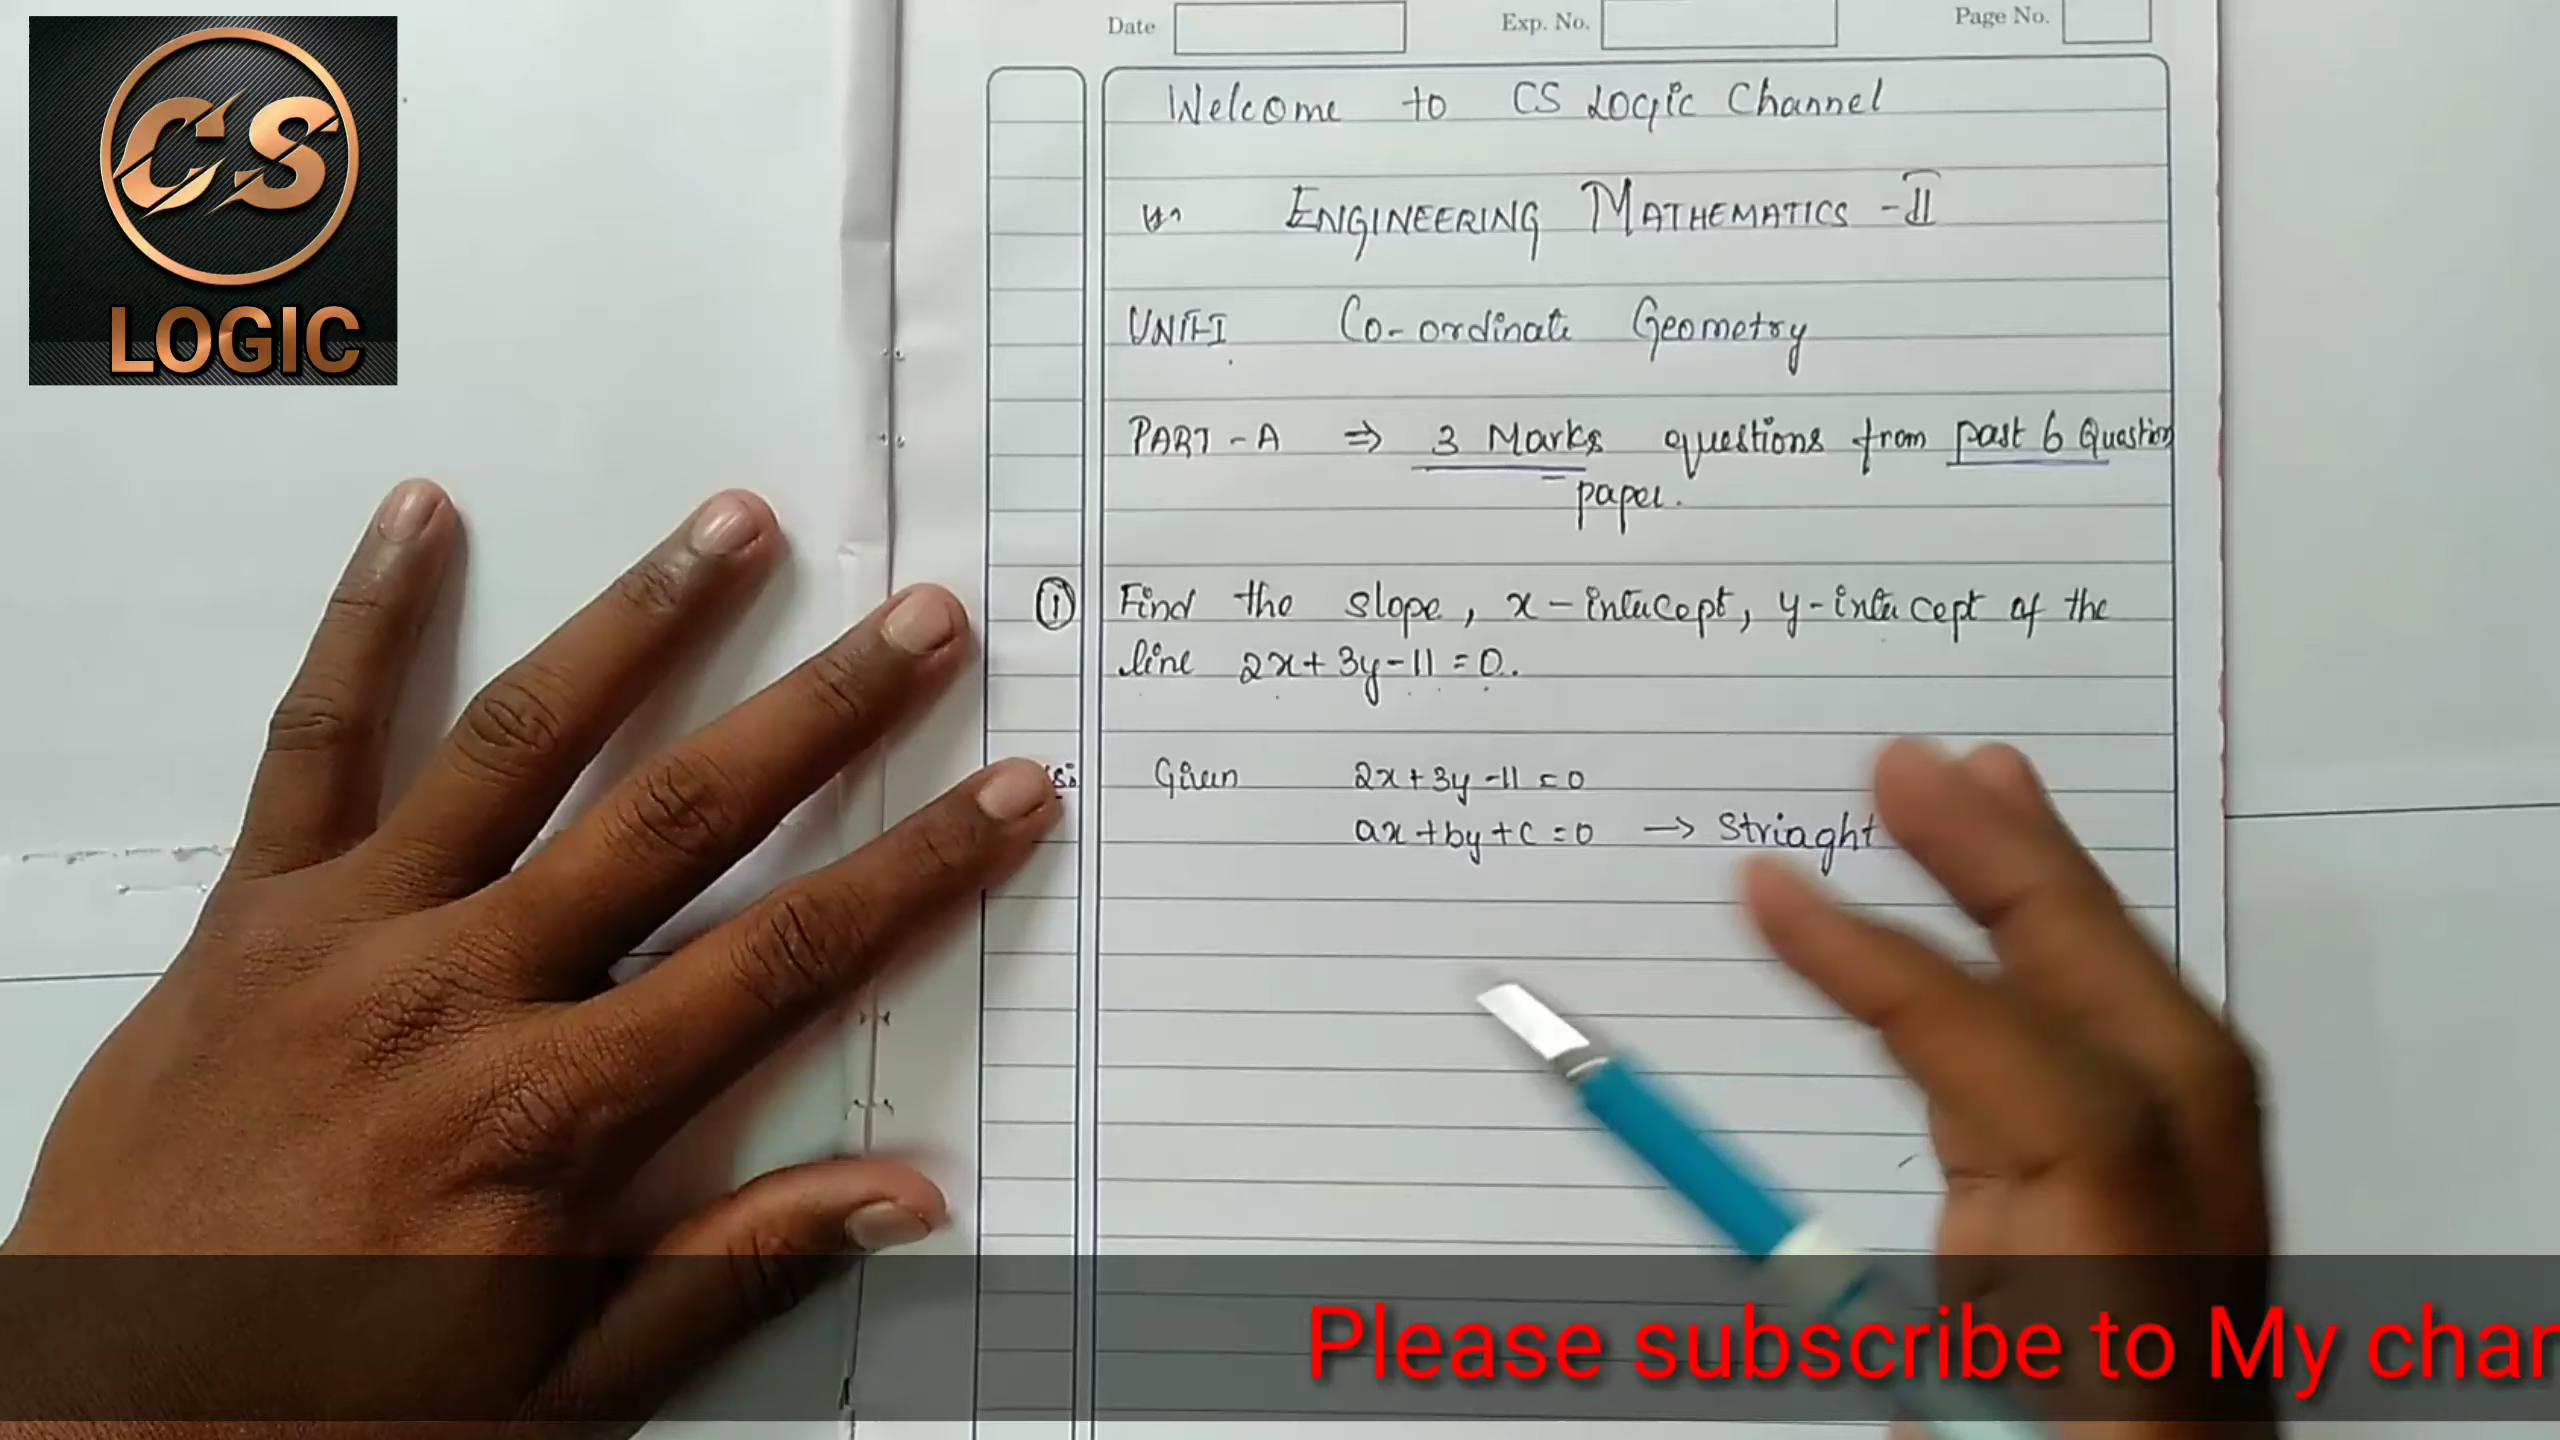 CS
LOGIC
Date
Exp. No.
Page No.
Welcome to CS LOGIC Channel
ENGINEERING MATHEMATICS - II
UNIT-I Co-ordinate Geometry
PART - A ⇒ 3 Marks questions from past 6 Question
paper.
① Find the slope, x - intercept, y - intercept of the
line 2x + 3y - 11 = 0.
Given 2x + 3y - 11 = 0
ax + by + c = 0 → Striaght
Please subscribe to My chan